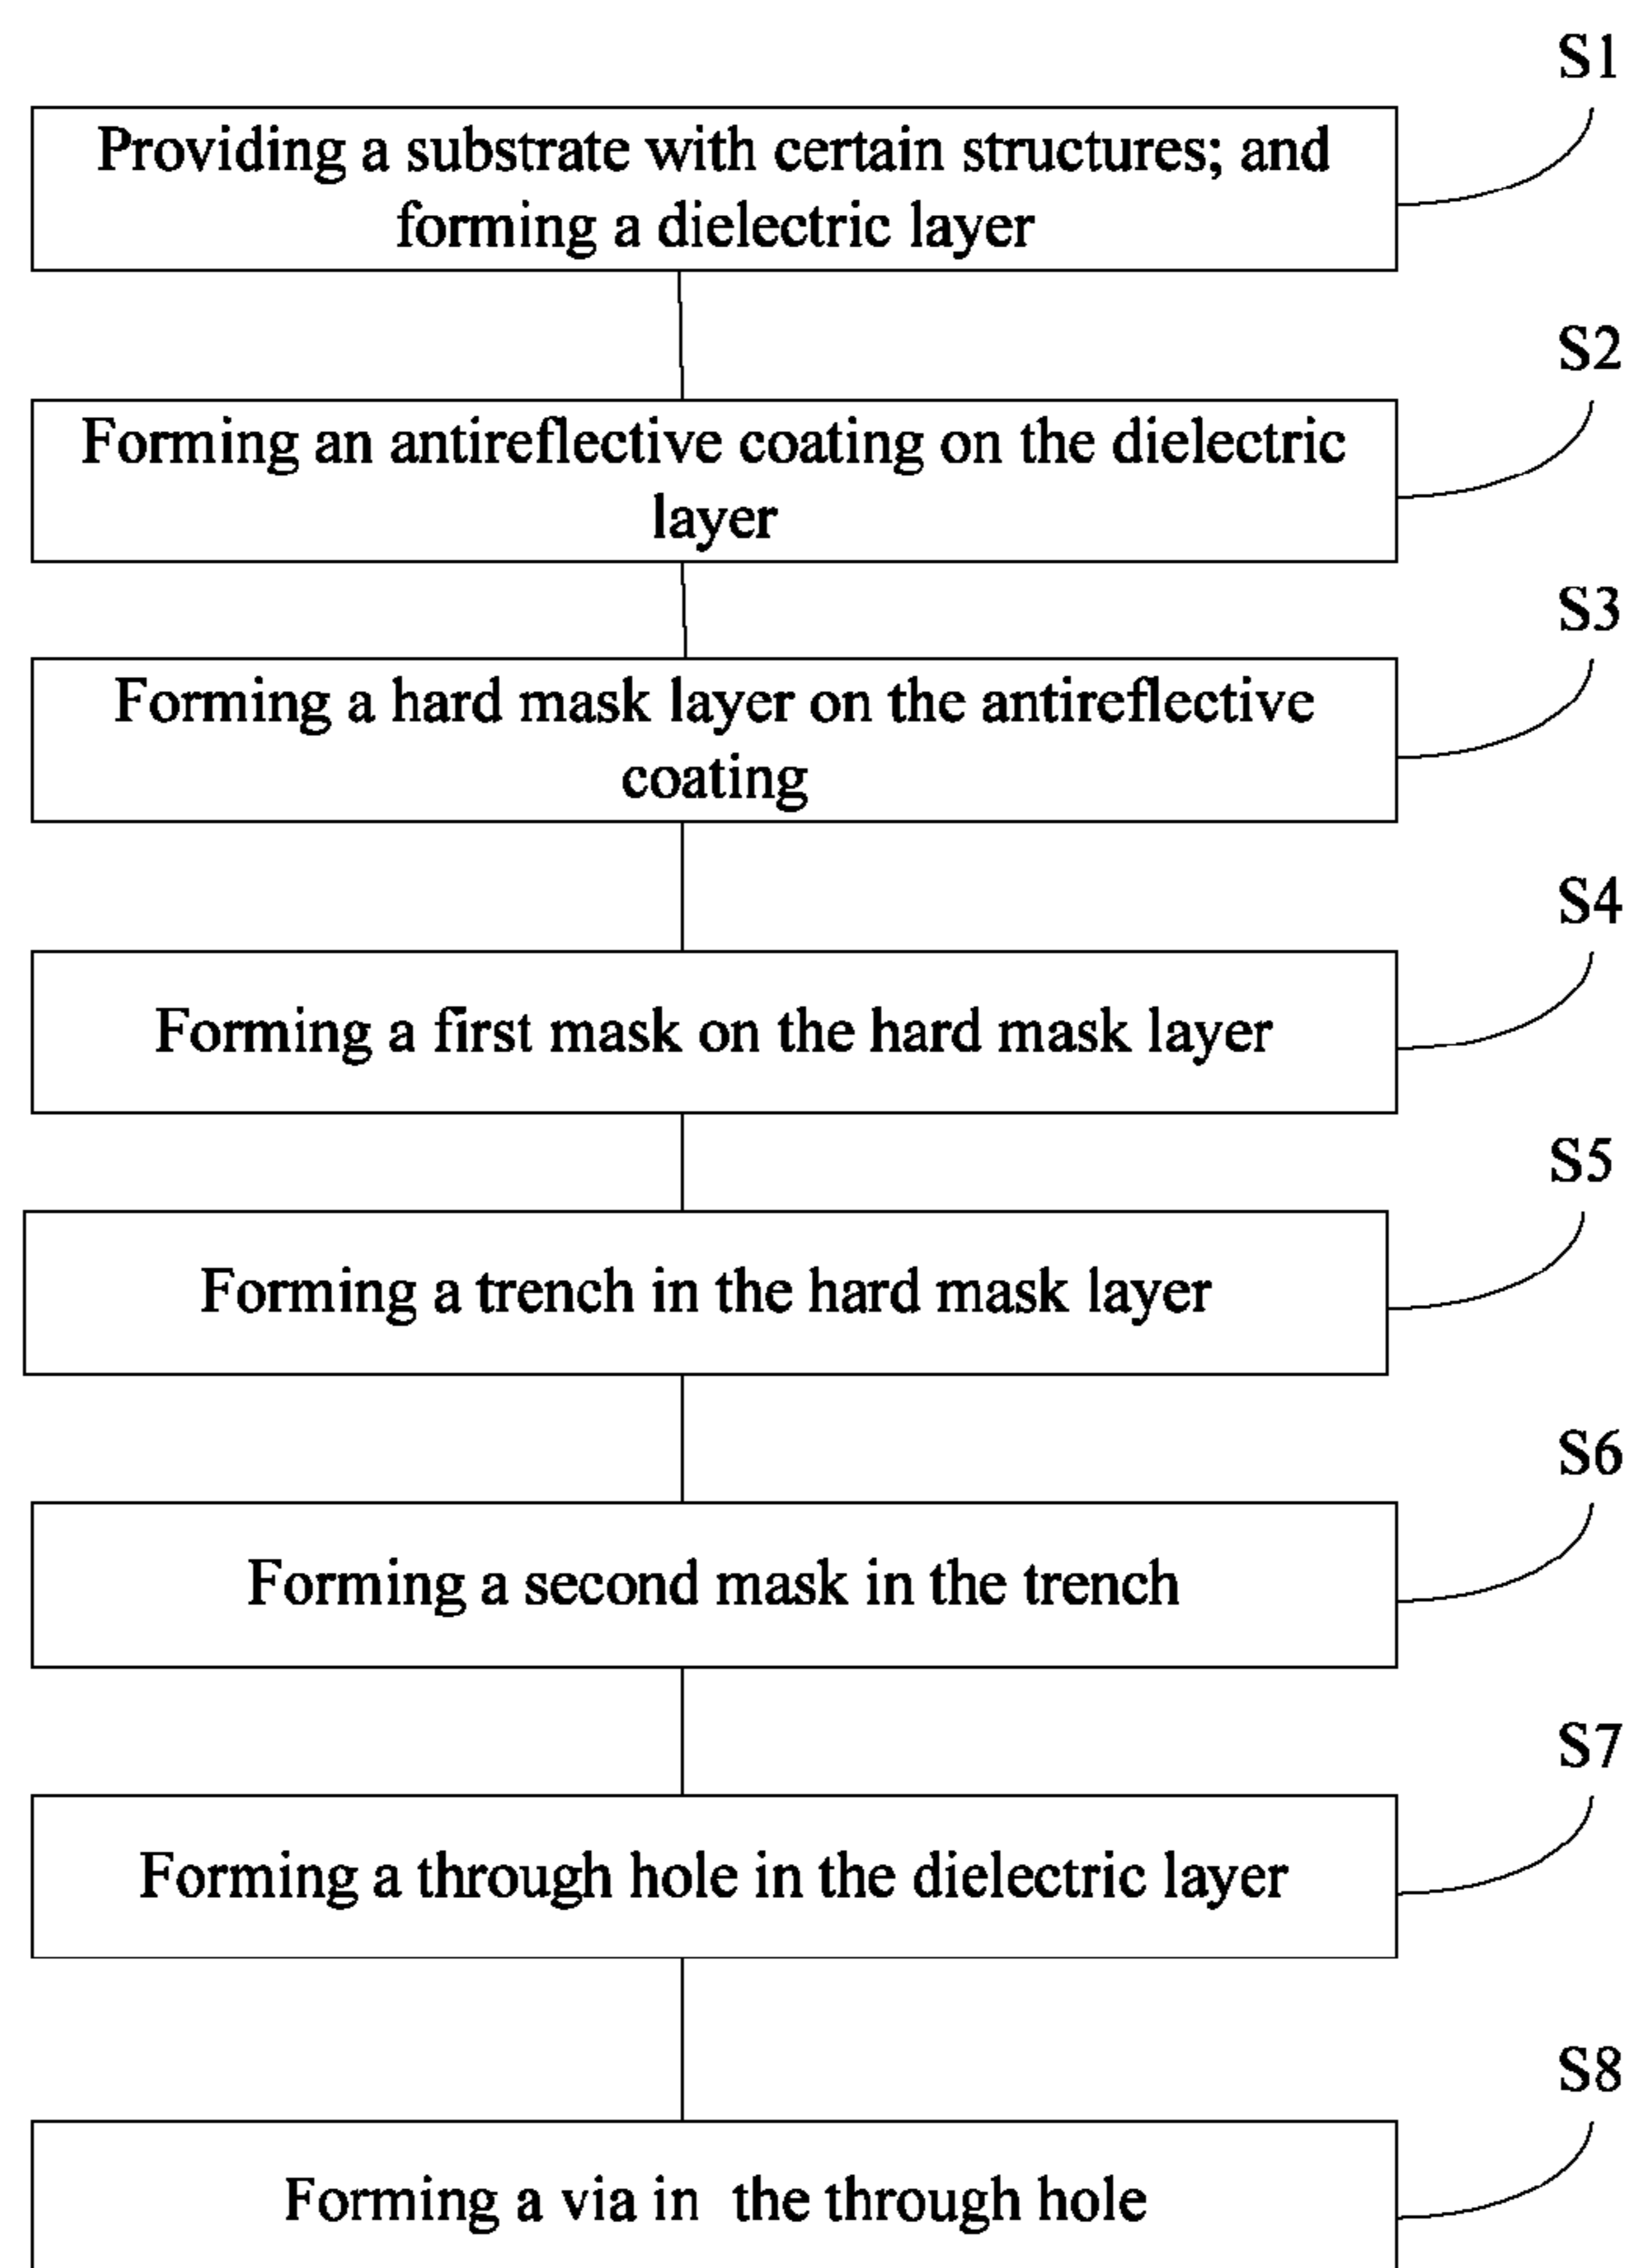 S1
Providing a substrate with certain structures; and
forming a dielectric layer
S2
Forming an antireflective coating on the dielectric
layer
S3
Forming a hard mask layer on the antireflective
coating
S4
Forming a first mask on the hard mask layer
S5
Forming a trench in the hard mask layer
S6
Forming a second mask in the trench
S7
Forming a through hole in the dielectric layer
S8
Forming a via in the through hole